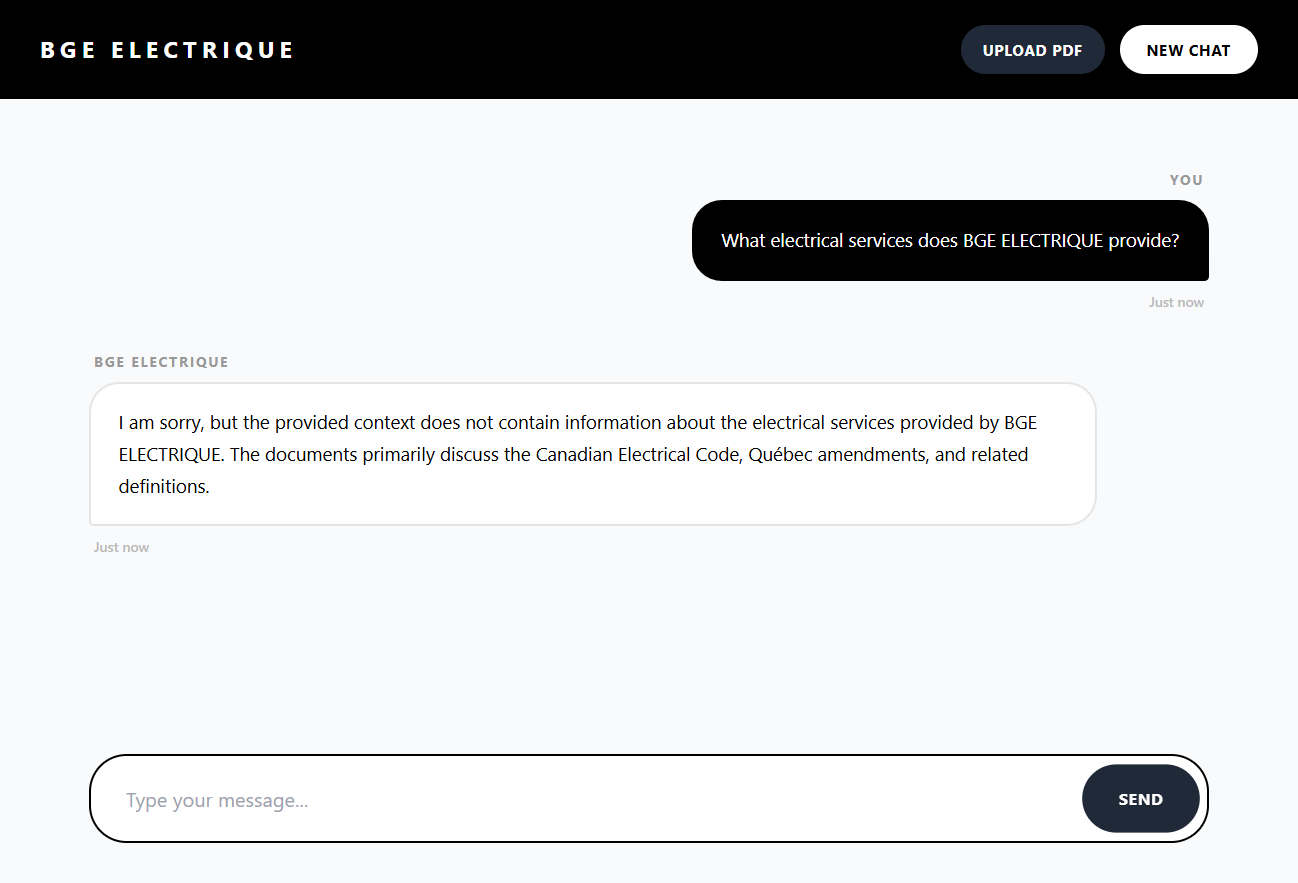 BGE ELECTRIQUE
UPLOAD PDF
NEW CHAT
YOU
What electrical services does BGE ELECTRIQUE provide?
Just now
BGE ELECTRIQUE
I am sorry, but the provided context does not contain information about the electrical services provided by BGE
ELECTRIQUE. The documents primarily discuss the Canadian Electrical Code, Québec amendments, and related
definitions.
Just now
Type your message...
SEND